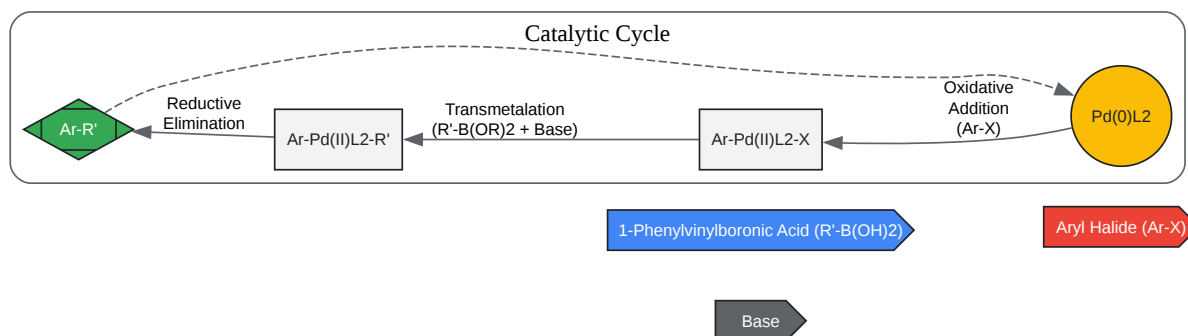 Catalytic Cycle
Ar-R'
Reductive
Elimination
Ar-Pd(II)L2-R'
Transmetalation
(R'-B(OR)2 + Base)
Ar-Pd(II)L2-X
Oxidative
Addition
(Ar-X)
Pd(0)L2
1-Phenylvinylboronic Acid (R'-B(OH)2)
Aryl Halide (Ar-X)
Base